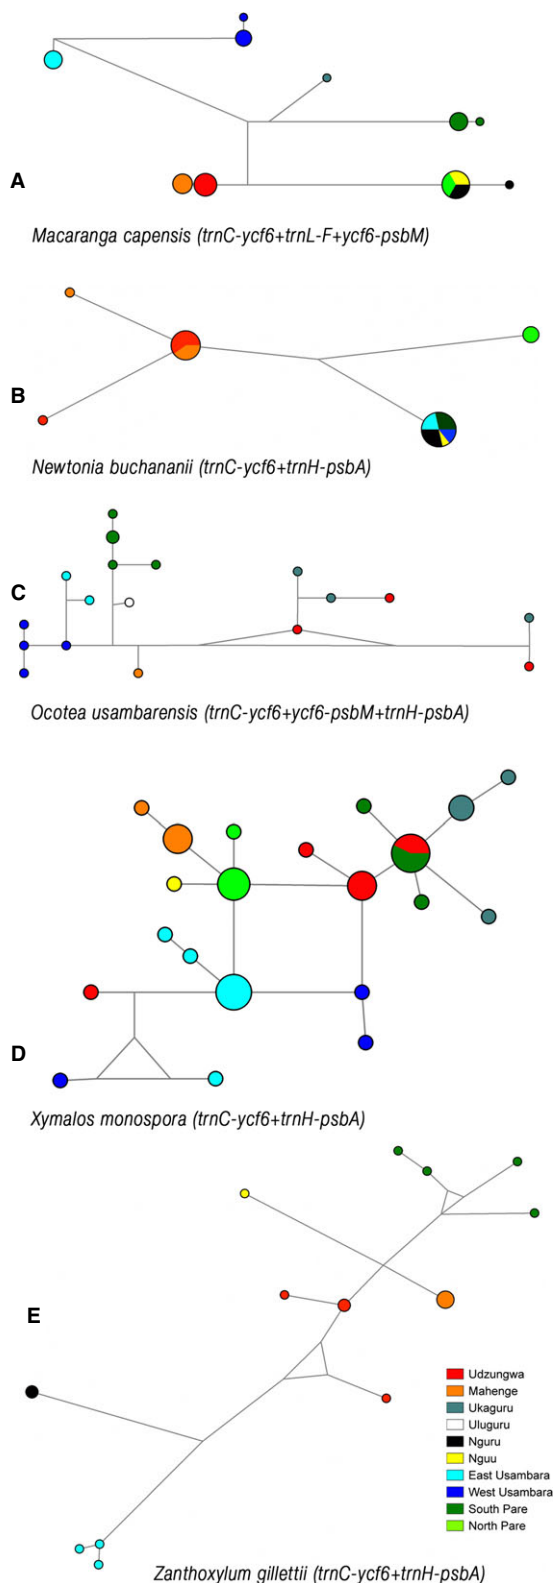 A
Macaranga capensis (trnC-ycf6+trnL-F+ycf6-psbM)
B
Newtonia buchananii (trnC-ycf6+trnH-psbA)
C
Ocotea usambarensis (trnC-ycf6+ycf6-psbM+trnH-psbA)
D
Xymalos monospora (trnC-ycf6+trnH-psbA)
E
Udzungwa
Mahenge
Ukaguru
Uluguru
Nguru
Nguu
East Usambara
West Usambara
South Pare
North Pare
Zanthoxylum gillettii (trnC-ycf6+trnH-psbA)